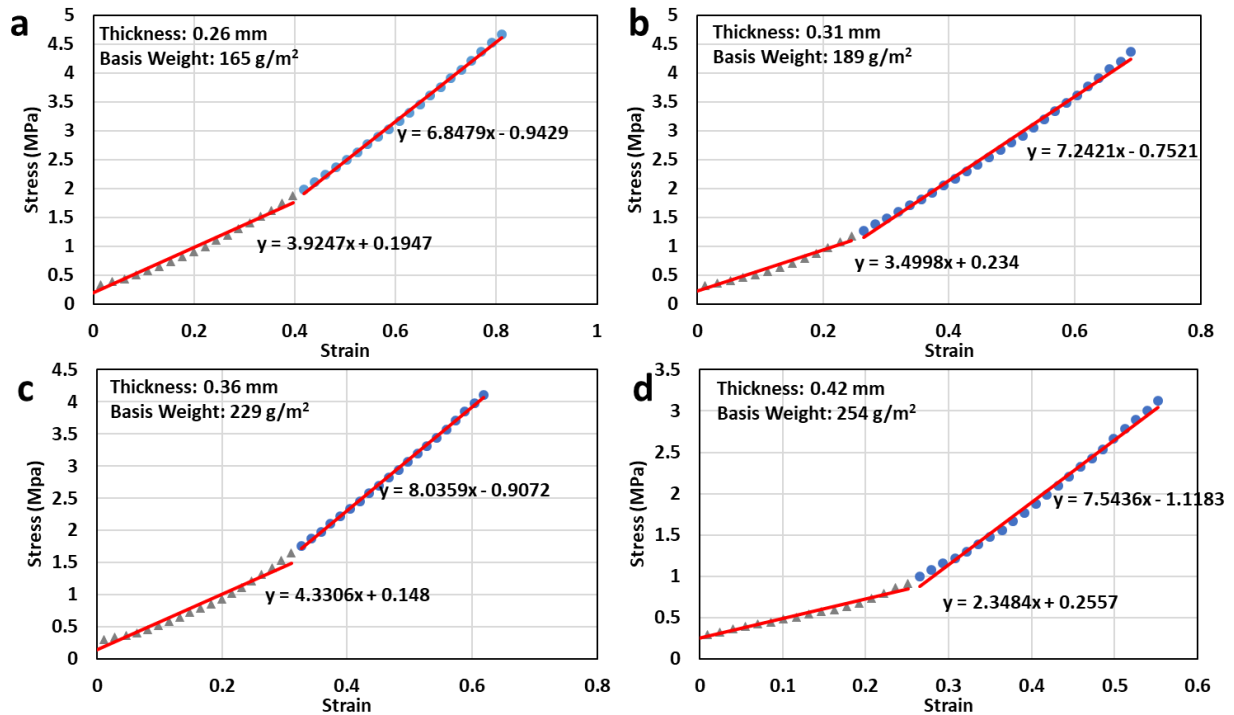 a
Thickness: 0.26 mm
Basis Weight: 165 g/m²
Stress (MPa)
5
4.5
4
3.5
3
2.5
2
1.5
1
0.5
0
y = 6.8479x - 0.9429
y = 3.9247x + 0.1947
0 0.2 0.4 0.6 0.8 1
Strain
b
Thickness: 0.31 mm
Basis Weight: 189 g/m²
Stress (MPa)
5
4.5
4
3.5
3
2.5
2
1.5
1
0.5
0
y = 7.2421x - 0.7521
y = 3.4998x + 0.234
0 0.2 0.4 0.6 0.8
Strain
c
Thickness: 0.36 mm
Basis Weight: 229 g/m²
Stress (Mpa)
4.5
4
3.5
3
2.5
2
1.5
1
0.5
0
y = 8.0359x - 0.9072
y = 4.3306x + 0.148
0 0.2 0.4 0.6 0.8
Strain
d
Thickness: 0.42 mm
Basis Weight: 254 g/m²
Stress (Mpa)
3.5
3
2.5
2
1.5
1
0.5
0
y = 7.5436x - 1.1183
y = 2.3484x + 0.2557
0 0.1 0.2 0.3 0.4 0.5 0.6
Strain